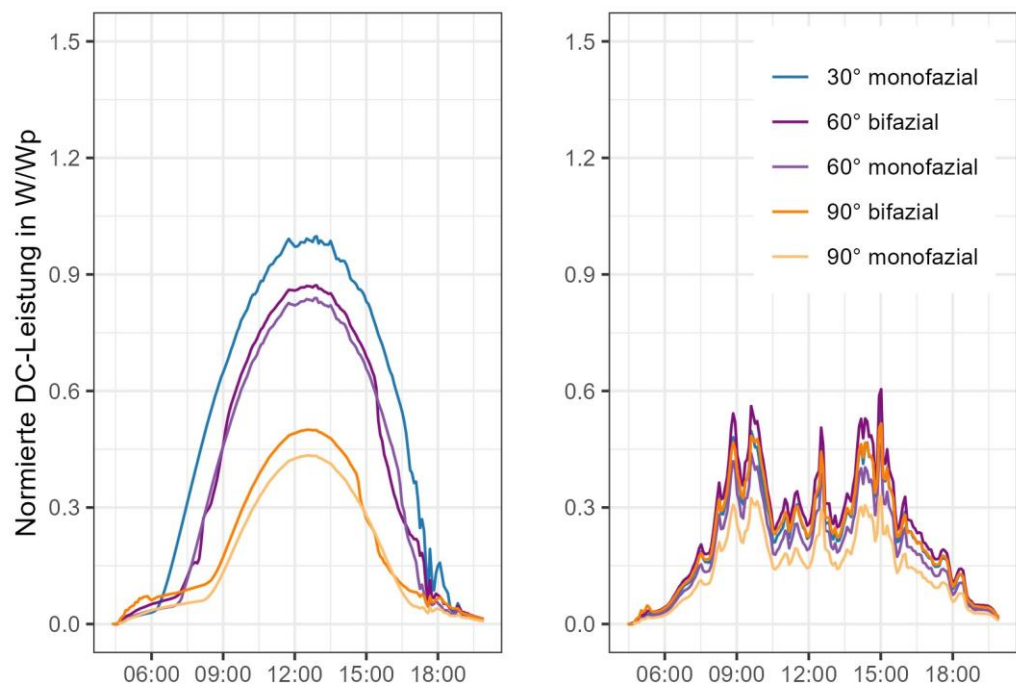 Normierte DC-Leistung in W/Wp
1.5
1.2
0.9
0.6
0.3
0.0
06:00 09:00 12:00 15:00 18:00
1.5
1.2
0.9
0.6
0.3
0.0
06:00 09:00 12:00 15:00 18:00
30° monofazial
60° bifazial
60° monofazial
90° bifazial
90° monofazial